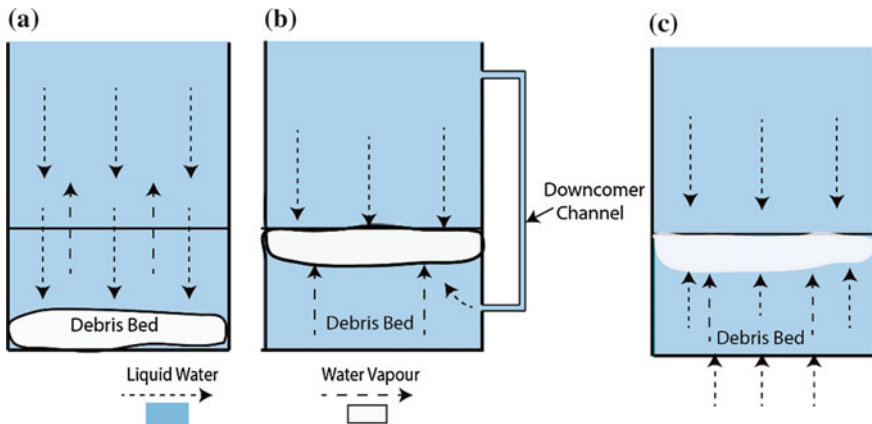 (a)
(b)
(c)
Downcomer
Channel
Debris Bed
Debris Bed
Debris Bed
Liquid Water
Water Vapour